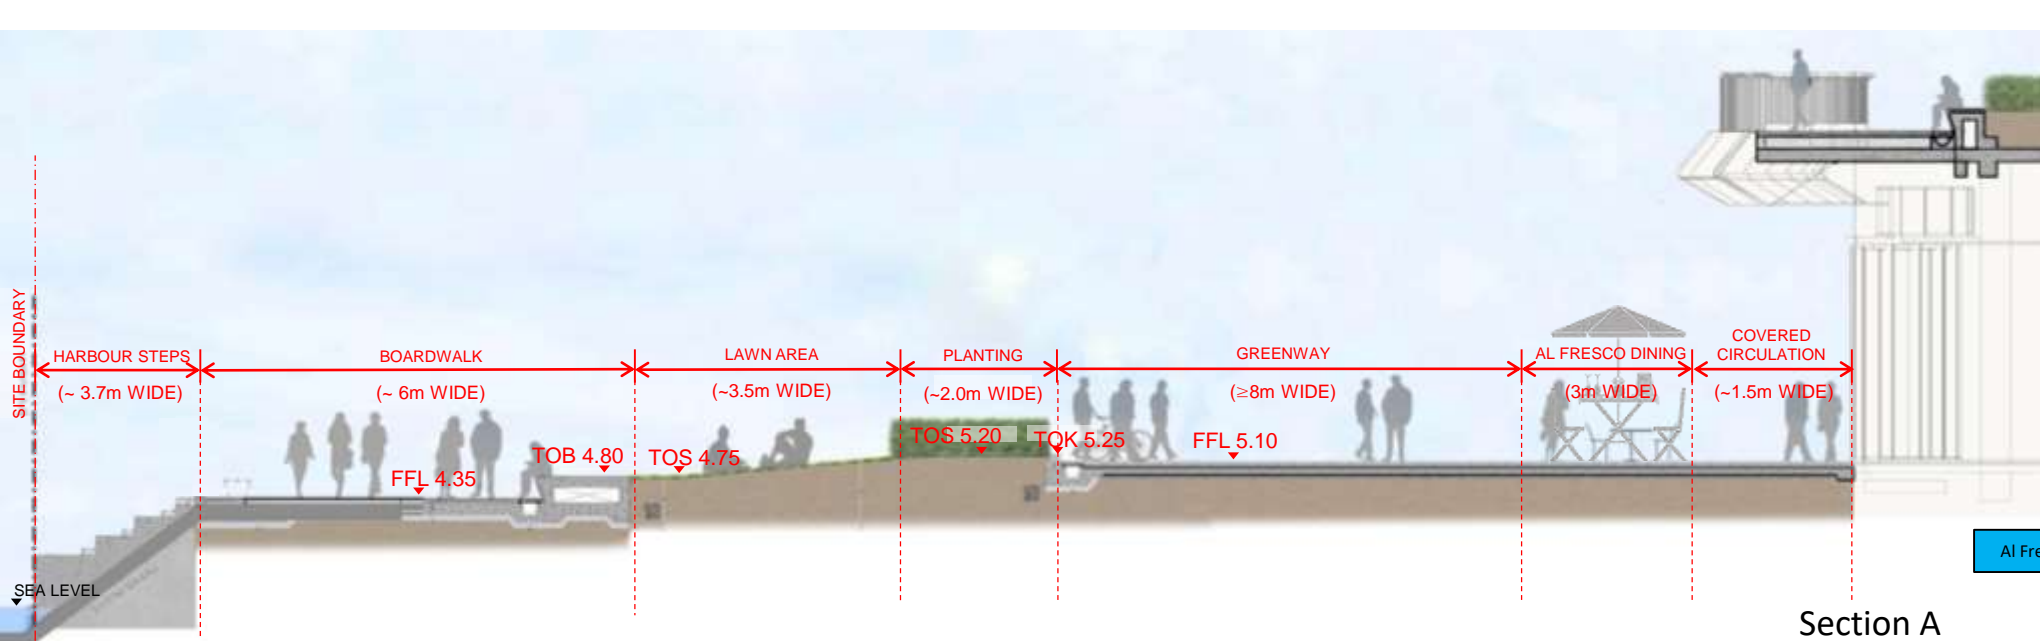 SITE BOUNDARY
HARBOUR STEPS
(~ 3.7m WIDE)
BOARDWALK
(~ 6m WIDE)
LAWN AREA
(~3.5m WIDE)
PLANTING
(~2.0m WIDE)
GREENWAY
(≥8m WIDE)
AL FRESCO DINING
(3m WIDE)
COVERED
CIRCULATION
(~1.5m WIDE)
FFL 4.35
TOB 4.80
TOS 4.75
TOS 5.20
TOK 5.25
FFL 5.10
SEA LEVEL
Al Fre
Section A